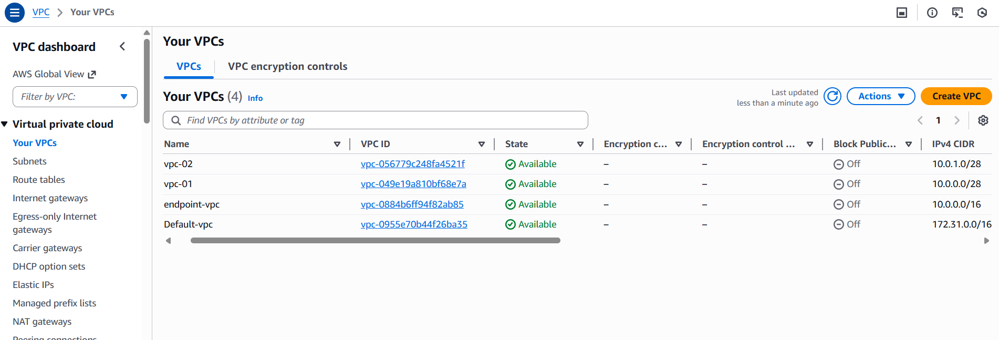 VPC > Your VPCs
VPC dashboard
AWS Global View
Filter by VPC:
Virtual private cloud
Your VPCs
Subnets
Route tables
Internet gateways
Egress-only Internet
gateways
Carrier gateways
DHCP option sets
Elastic IPs
Managed prefix lists
NAT gateways
Peering connections
Your VPCs
VPCs VPC encryption controls
Your VPCs (4) Info
Last updated
less than a minute ago
Actions
Create VPC
Find VPCs by attribute or tag
1
Name VPC ID State Encryption c... Encryption control ... Block Public... IPv4 CIDR
vpc-02 vpc-056779c248fa4521f Available – – Off 10.0.1.0/28
vpc-01 vpc-049e19a810bf68e7a Available – – Off 10.0.0.0/28
endpoint-vpc vpc-0884b6ff94f82ab85 Available – – Off 10.0.0.0/16
Default-vpc vpc-0955e70b44f26ba35 Available – – Off 172.31.0.0/16